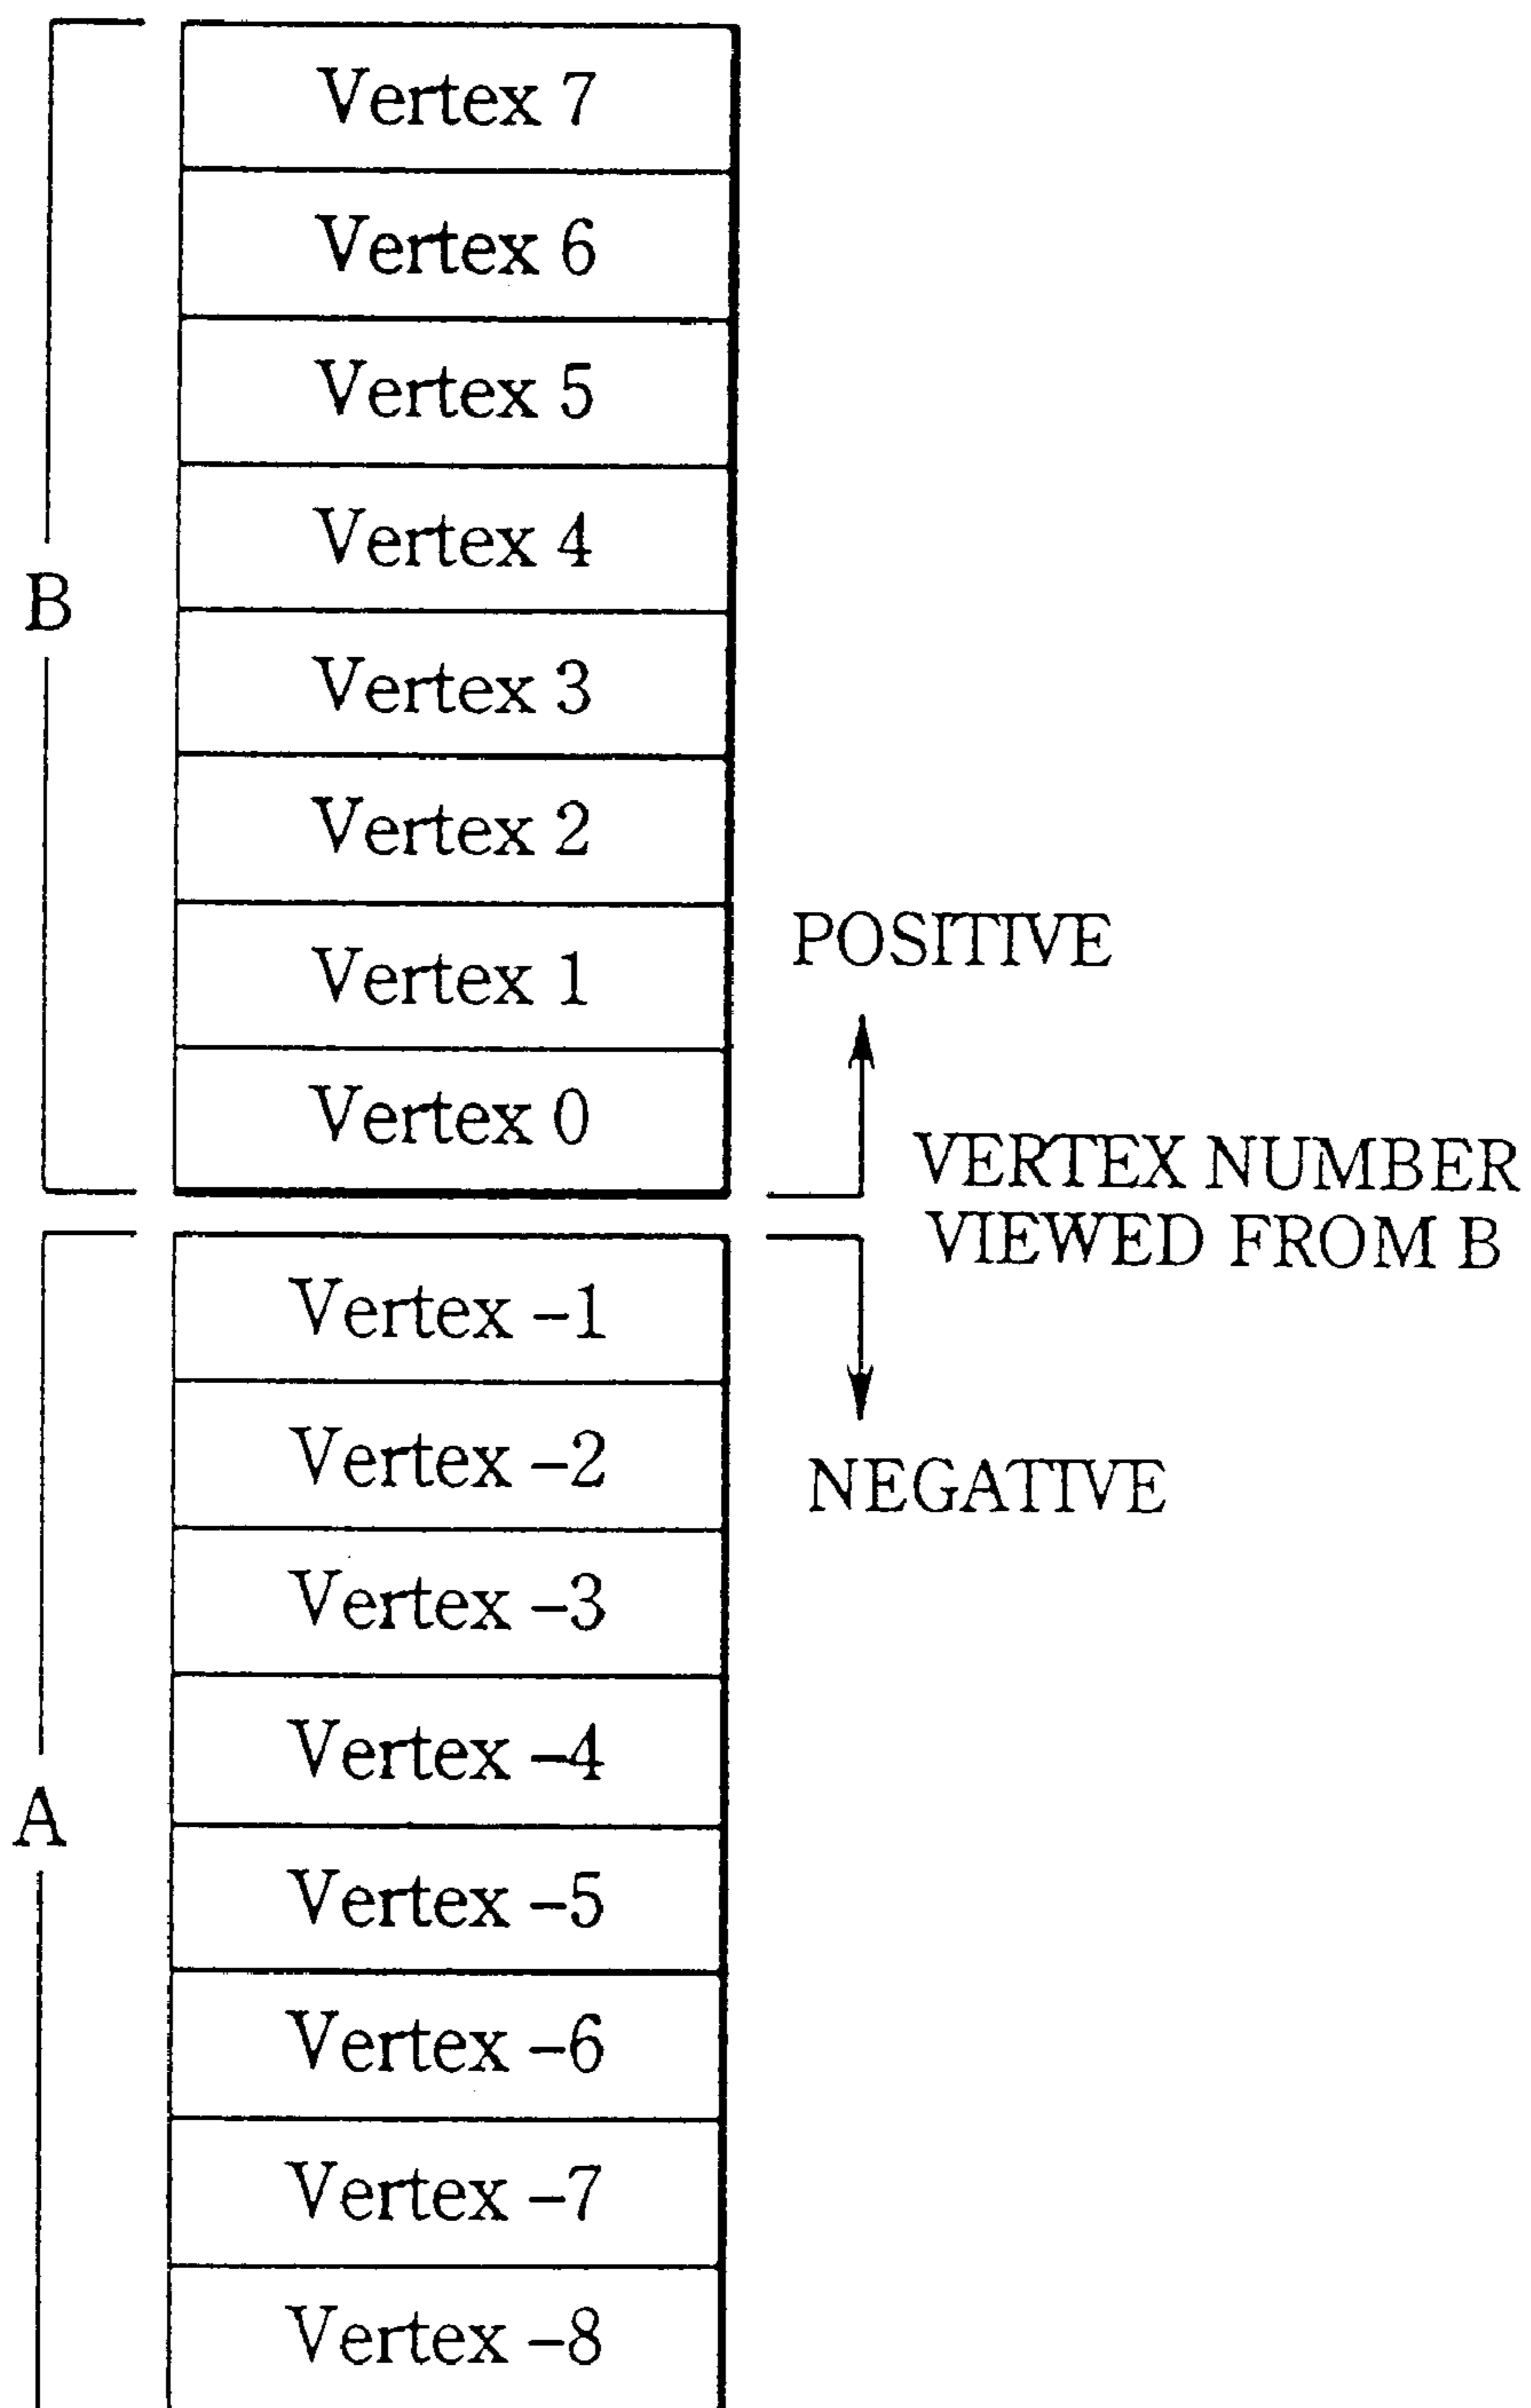 Vertex 7
Vertex 6
Vertex 5
Vertex 4
B
Vertex 3
Vertex 2
Vertex 1
POSITIVE
Vertex 0
VERTEX NUMBER
VIEWED FROM B
Vertex –1
Vertex –2
NEGATIVE
Vertex –3
Vertex –4
A
Vertex –5
Vertex –6
Vertex –7
Vertex –8